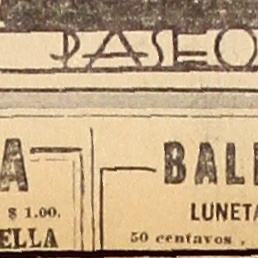 PASEO
A
$ 1.00.
ELLA
BAL
LUNETA
50 centavos .